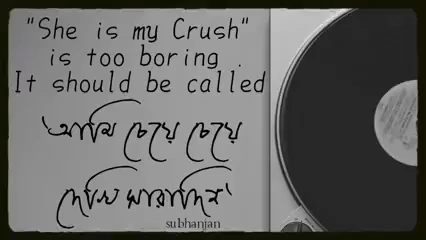 "She is my Crush"
is too boring .
It should be called
'আমি চেয়ে চেয়ে
দেখি সারাদিন'
subhanjan